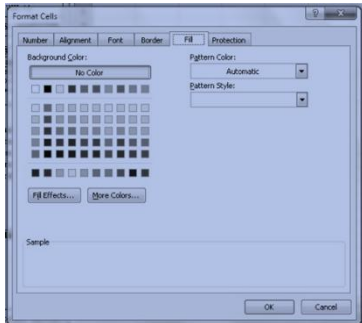 Format Cells
Number Alignment Font Border Fill Protection
Background Color:
No Color
Fill Effects... More Colors...
Pattern Color:
Automatic
Pattern Style:
Sample
OK Cancel